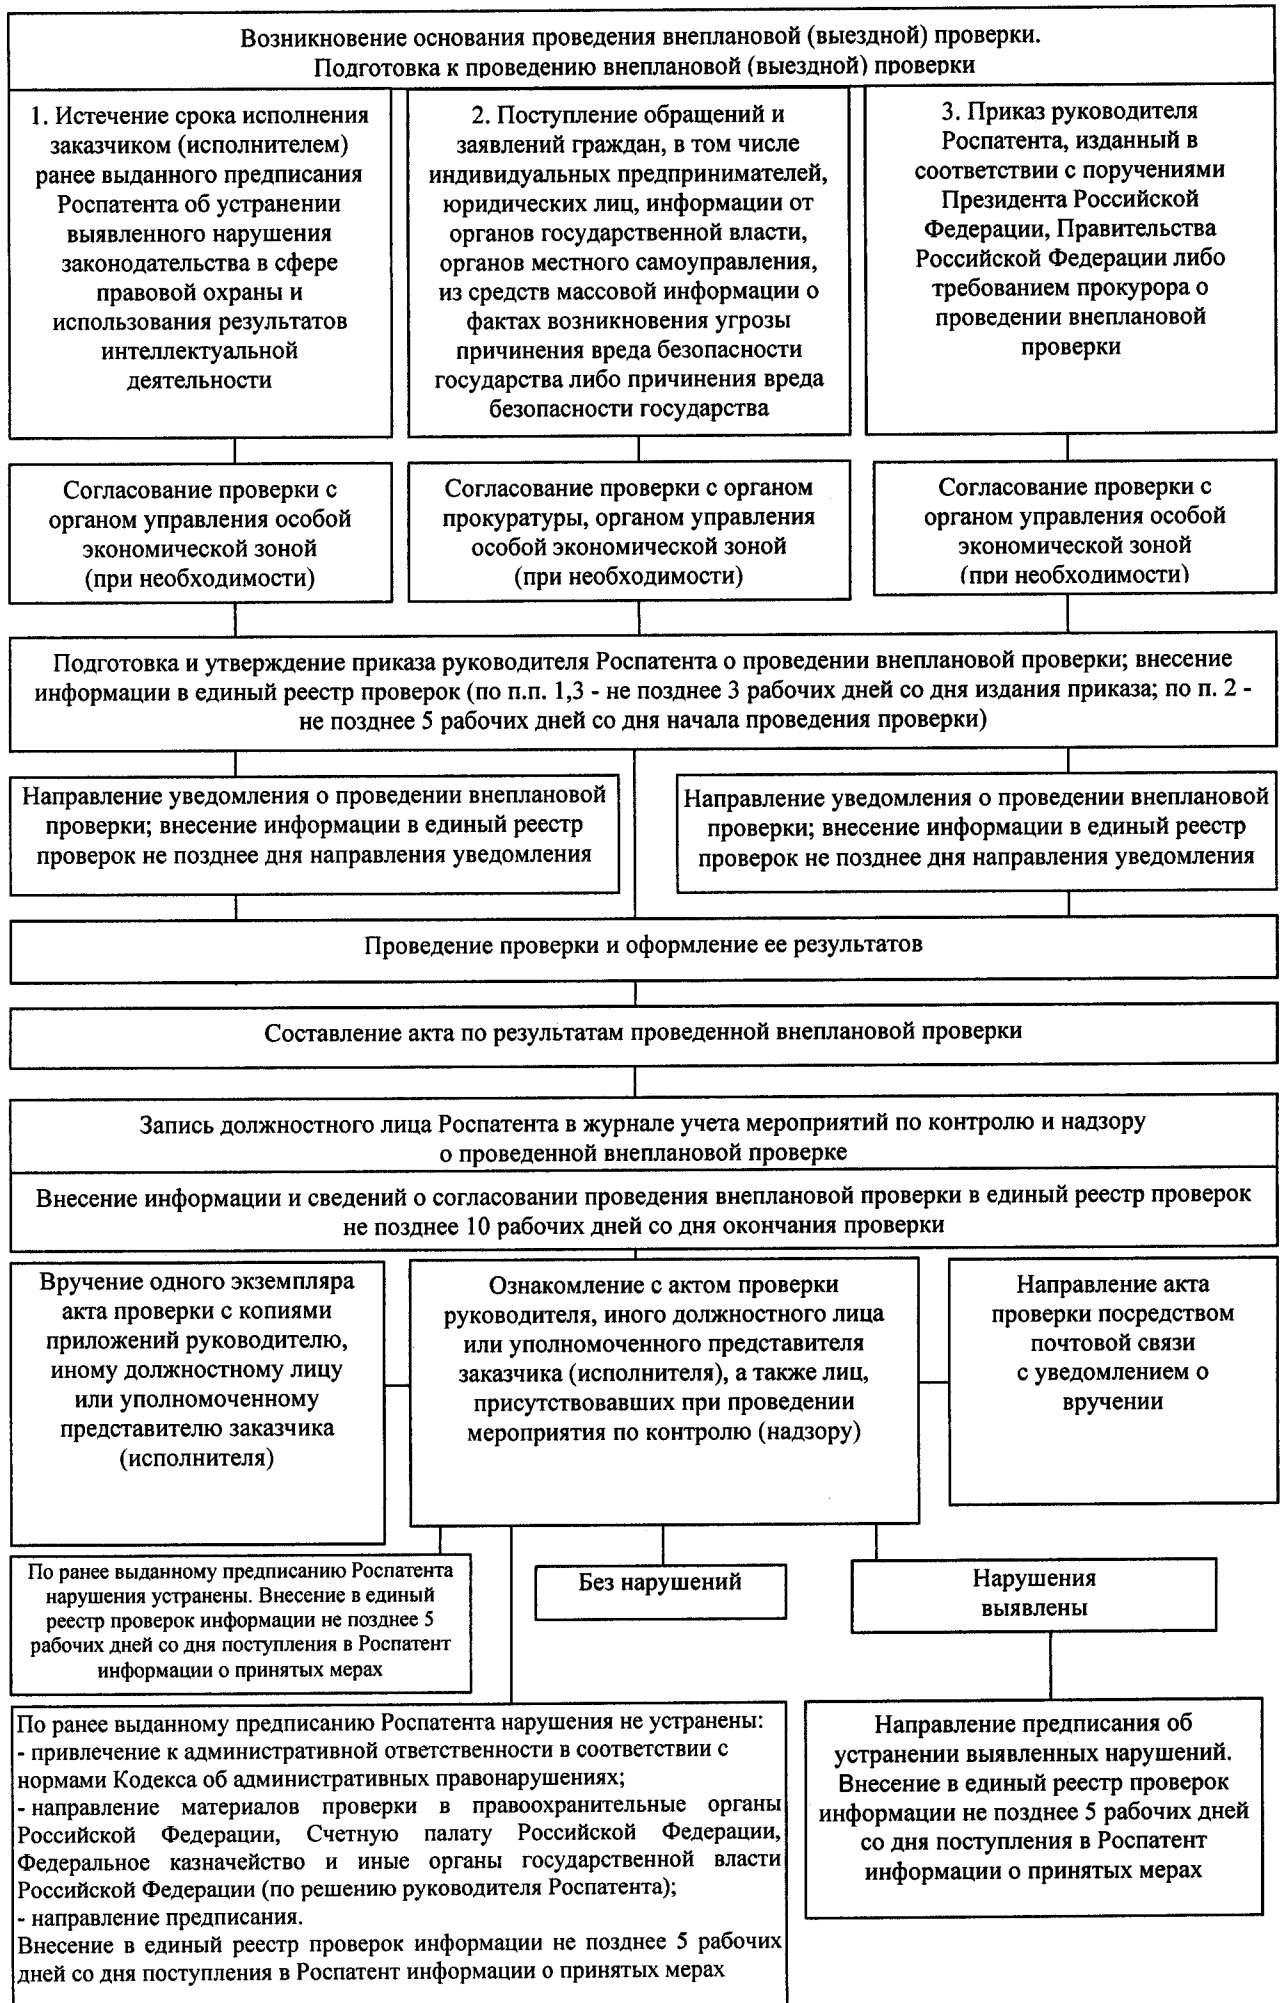 Возникновение основания проведения внеплановой (выездной) проверки.
Подготовка к проведению внеплановой (выездной) проверки
1. Истечение срока исполнения
заказчиком (исполнителем)
ранее выданного предписания
Роспатента об устранении
выявленного нарушения
законодательства в сфере
правовой охраны и
использования результатов
интеллектуальной
деятельности
2. Поступление обращений и
заявлений граждан, в том числе
индивидуальных предпринимателей,
юридических лиц, информации от
органов государственной власти,
органов местного самоуправления,
из средств массовой информации о
фактах возникновения угрозы
причинения вреда безопасности
государства либо причинения вреда
безопасности государства
3. Приказ руководителя
Роспатента, изданный в
соответствии с поручениями
Президента Российской
Федерации, Правительства
Российской Федерации либо
требованием прокурора о
проведении внеплановой
проверки
Согласование проверки с
органом управления особой
экономической зоной
(при необходимости)
Согласование проверки с органом
прокуратуры, органом управления
особой экономической зоной
(при необходимости)
Согласование проверки с
органом управления особой
экономической зоной
(при необходимости)
Подготовка и утверждение приказа руководителя Роспатента о проведении внеплановой проверки; внесение
информации в единый реестр проверок (по п.п. 1,3 - не позднее 3 рабочих дней со дня издания приказа; по п. 2 -
не позднее 5 рабочих дней со дня начала проведения проверки)
Направление уведомления о проведении внеплановой
проверки; внесение информации в единый реестр
проверок не позднее дня направления уведомления
Направление уведомления о проведении внеплановой
проверки; внесение информации в единый реестр
проверок не позднее дня направления уведомления
Проведение проверки и оформление ее результатов
Составление акта по результатам проведенной внеплановой проверки
Запись должностного лица Роспатента в журнале учета мероприятий по контролю и надзору
о проведенной внеплановой проверке
Внесение информации и сведений о согласовании проведения внеплановой проверки в единый реестр проверок
не позднее 10 рабочих дней со дня окончания проверки
Вручение одного экземпляра
акта проверки с копиями
приложений руководителю,
иному должностному лицу
или уполномоченному
представителю заказчика
(исполнителя)
Ознакомление с актом проверки
руководителя, иного должностного лица
или уполномоченного представителя
заказчика (исполнителя), а также лиц,
присутствовавших при проведении
мероприятия по контролю (надзору)
Направление акта
проверки посредством
почтовой связи
с уведомлением о
вручении
По ранее выданному предписанию Роспатента
нарушения устранены. Внесение в единый
реестр проверок информации не позднее 5
рабочих дней со дня поступления в Роспатент
информации о принятых мерах
Без нарушений
Нарушения
выявлены
По ранее выданному предписанию Роспатента нарушения не устранены:
- привлечение к административной ответственности в соответствии с
нормами Кодекса об административных правонарушениях;
- направление материалов проверки в правоохранительные органы
Российской Федерации, Счетную палату Российской Федерации,
Федеральное казначейство и иные органы государственной власти
Российской Федерации (по решению руководителя Роспатента);
- направление предписания.
Внесение в единый реестр проверок информации не позднее 5 рабочих
дней со дня поступления в Роспатент информации о принятых мерах
Направление предписания об
устранении выявленных нарушений.
Внесение в единый реестр проверок
информации не позднее 5 рабочих дней
со дня поступления в Роспатент
информации о принятых мерах